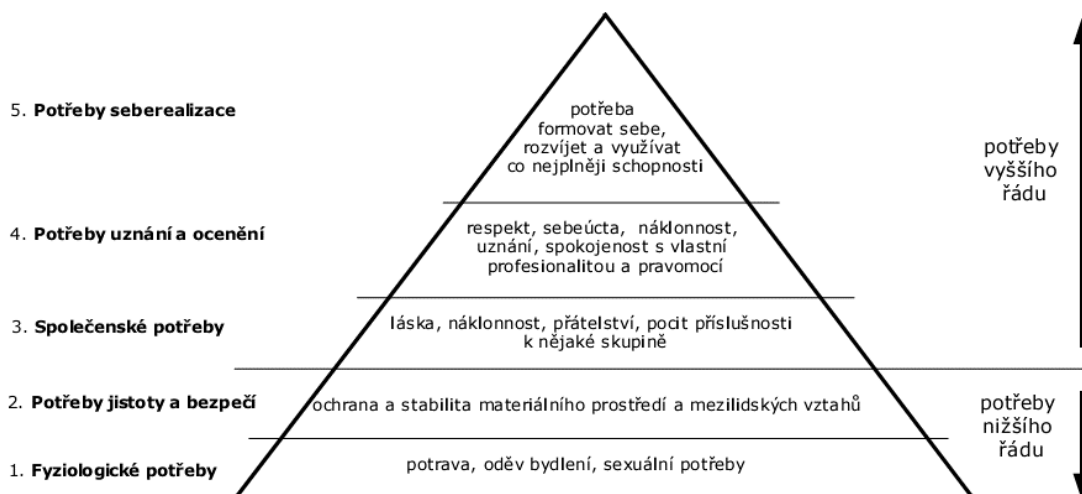 5. Potřeby seberealizace
potřeba
formovat sebe,
rozvíjet a využívat
co nejplněji schopnosti
potřeby
vyššího
řádu
4. Potřeby uznání a ocenění
respekt, sebeúcta, náklonnost,
uznání, spokojenost s vlastní
profesionalitou a pravomocí
3. Společenské potřeby
láska, náklonnost, přátelství, pocit příslušnosti
k nějaké skupině
2. Potřeby jistoty a bezpečí
ochrana a stabilita materiálního prostředí a mezilidských vztahů
potřeby
nižšího
řádu
1. Fyziologické potřeby
potrava, oděv bydlení, sexuální potřeby